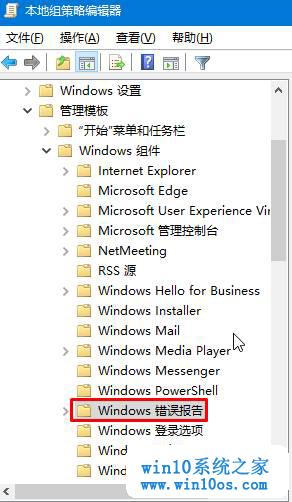 本地组策略编辑器
文件(F) 操作(A) 查看(V) 帮助(H)
Windows 设置
管理模板
"开始"菜单和任务栏
Windows 组件
Internet Explorer
Microsoft Edge
Microsoft User Experience Vir
Microsoft 管理控制台
NetMeeting
RSS 源
Windows Hello for Business
Windows Installer
Windows Mail
Windows Media Player
Windows Messenger
Windows PowerShell
Windows 错误报告
Windows 登录选项
Wind
Wind
win10系统之家
www.win10os.com